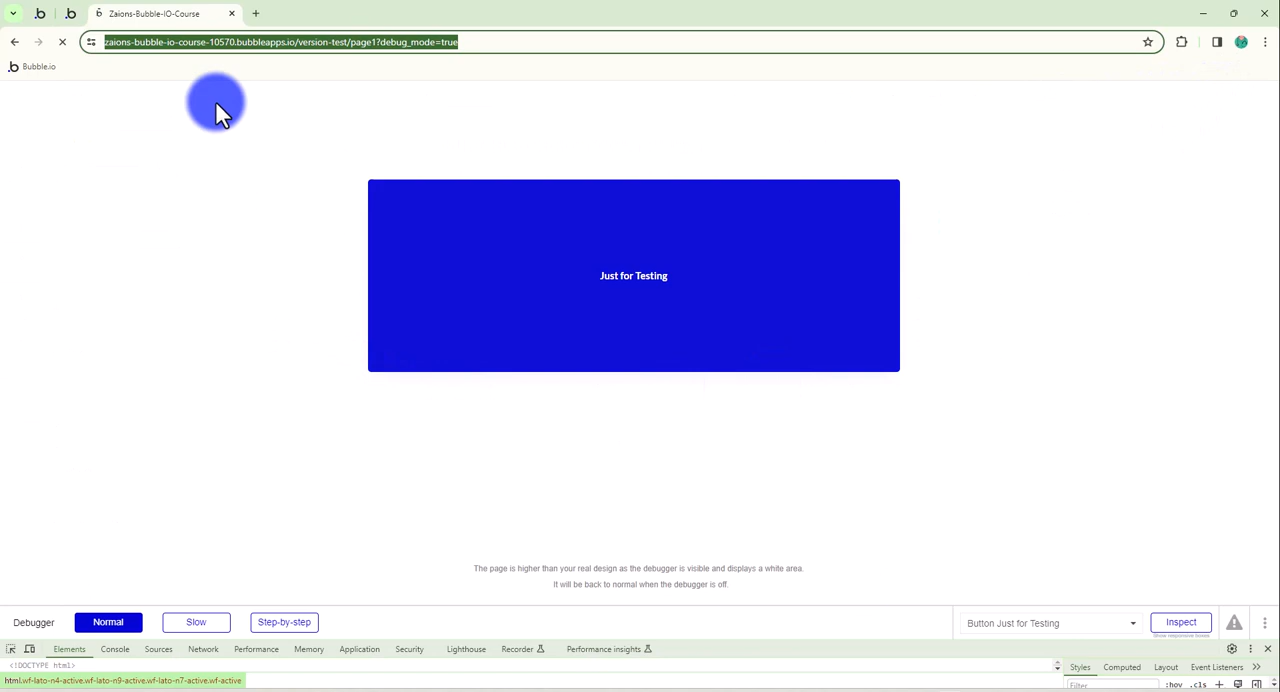 Zaions-Bubble-IO-Course
zaions-bubble-io-course-10570.bubbleapps.io/version-test/page1?debug_mode=true
Bubble.io
Just for Testing
The page is higher than your real design as the debugger is visible and displays a white area.
It will be back to normal when the debugger is off.
Debugger Normal Slow Step-by-step Button Just for Testing Inspect
Show responsive boxes
Elements Console Sources Network Performance Memory Application Security Lighthouse Recorder Performance insights
<!DOCTYPE html>
Styles Computed Layout Event Listeners
html.wf-lato-n4-active.wf-lato-n9-active.wf-lato-n7-active.wf-active
Filter :hov .cls